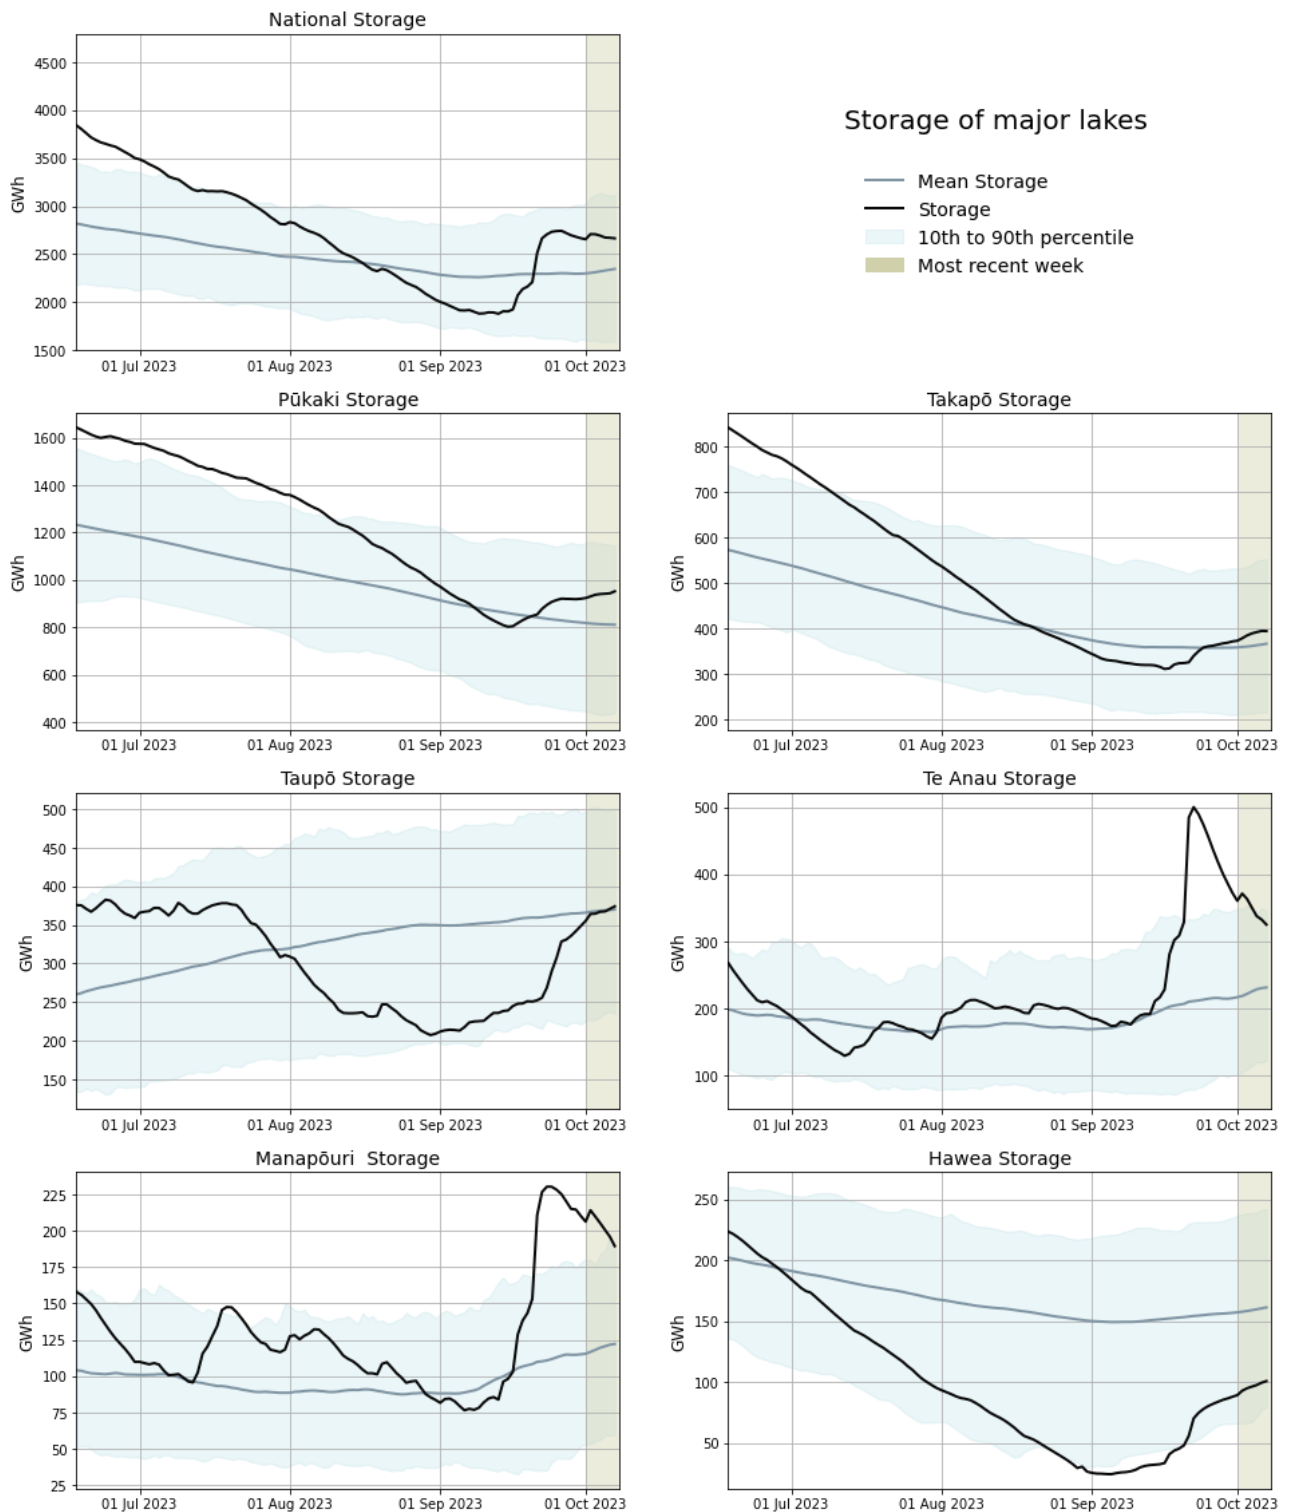 National Storage
GWh
4500
4000
3500
3000
2500
2000
1500
01 Jul 2023 01 Aug 2023 01 Sep 2023 01 Oct 2023
Storage of major lakes
Mean Storage
Storage
10th to 90th percentile
Most recent week
Pūkaki Storage
GWh
1600
1400
1200
1000
800
600
400
01 Jul 2023 01 Aug 2023 01 Sep 2023 01 Oct 2023
Takapō Storage
GWh
800
700
600
500
400
300
200
01 Jul 2023 01 Aug 2023 01 Sep 2023 01 Oct 2023
Taupō Storage
GWh
500
450
400
350
300
250
200
150
01 Jul 2023 01 Aug 2023 01 Sep 2023 01 Oct 2023
Te Anau Storage
GWh
500
400
300
200
100
01 Jul 2023 01 Aug 2023 01 Sep 2023 01 Oct 2023
Manapōuri  Storage
GWh
225
200
175
150
125
100
75
50
25
01 Jul 2023 01 Aug 2023 01 Sep 2023 01 Oct 2023
Hawea Storage
GWh
250
200
150
100
50
01 Jul 2023 01 Aug 2023 01 Sep 2023 01 Oct 2023